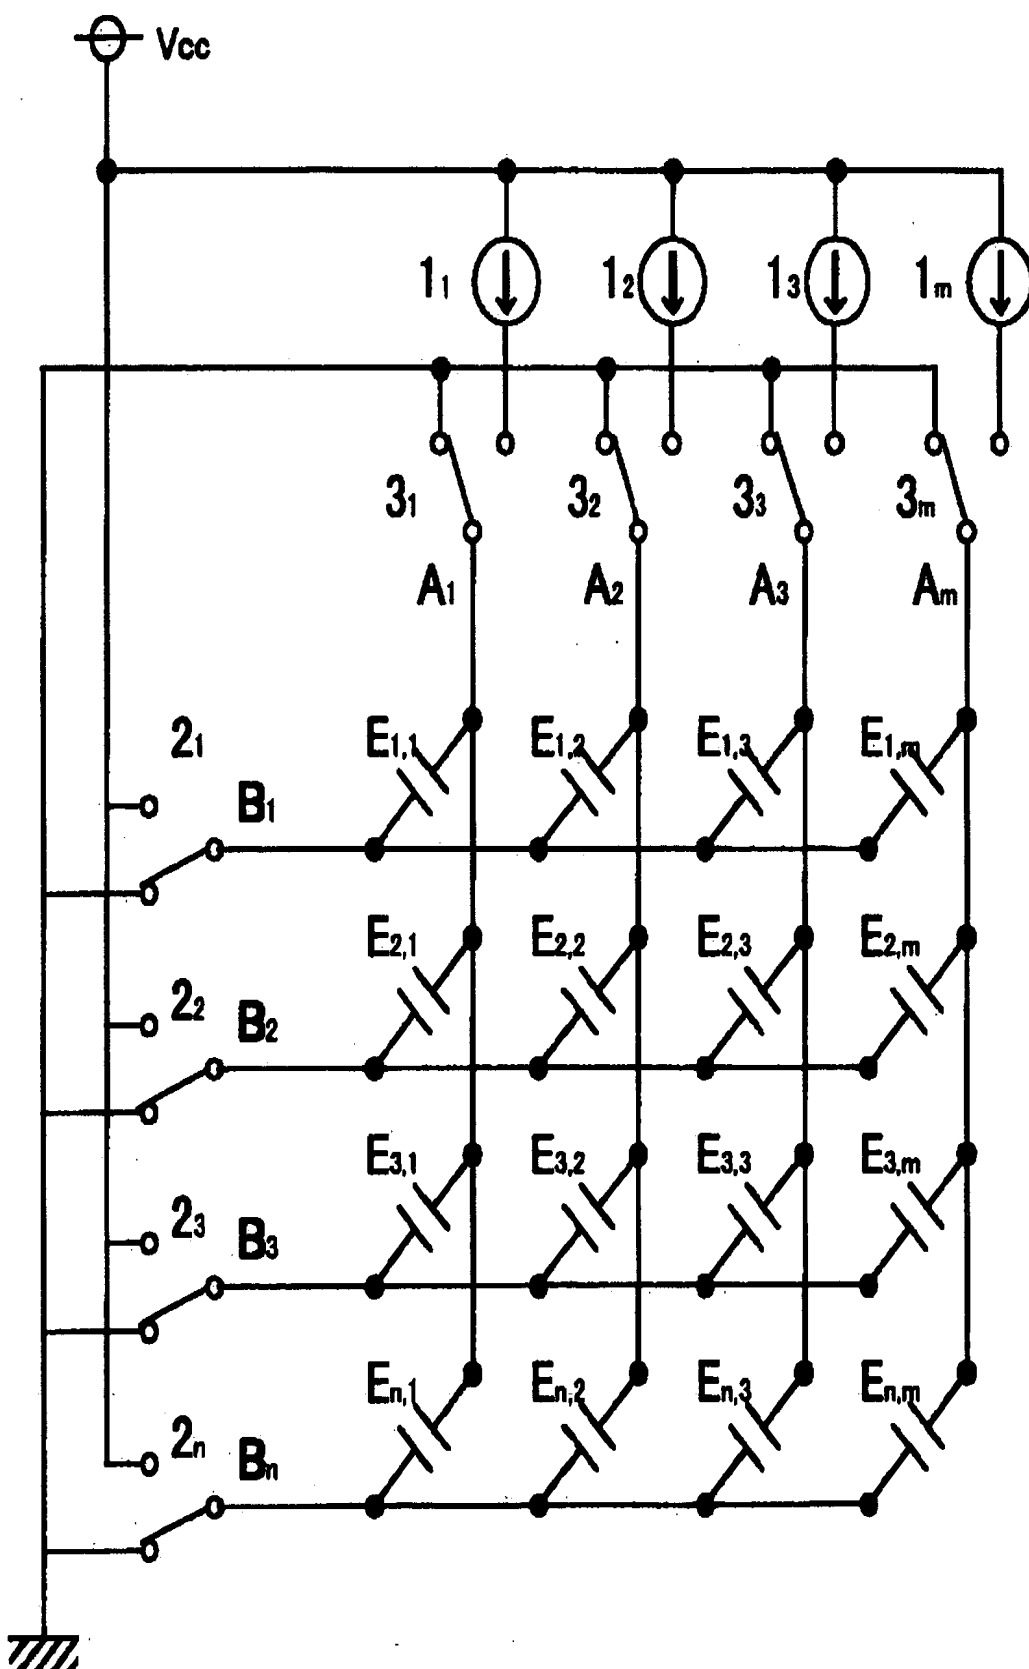 Vcc
1₁ 1₂ 1₃ 1ₘ
3₁ 3₂ 3₃ 3ₘ
A₁ A₂ A₃ Aₘ
2₁ E₁,₁ E₁,₂ E₁,₃ E₁,ₘ
B₁
2₂ E₂,₁ E₂,₂ E₂,₃ E₂,ₘ
B₂
2₃ E₃,₁ E₃,₂ E₃,₃ E₃,ₘ
B₃
2ₙ Eₙ,₁ Eₙ,₂ Eₙ,₃ Eₙ,ₘ
Bₙ